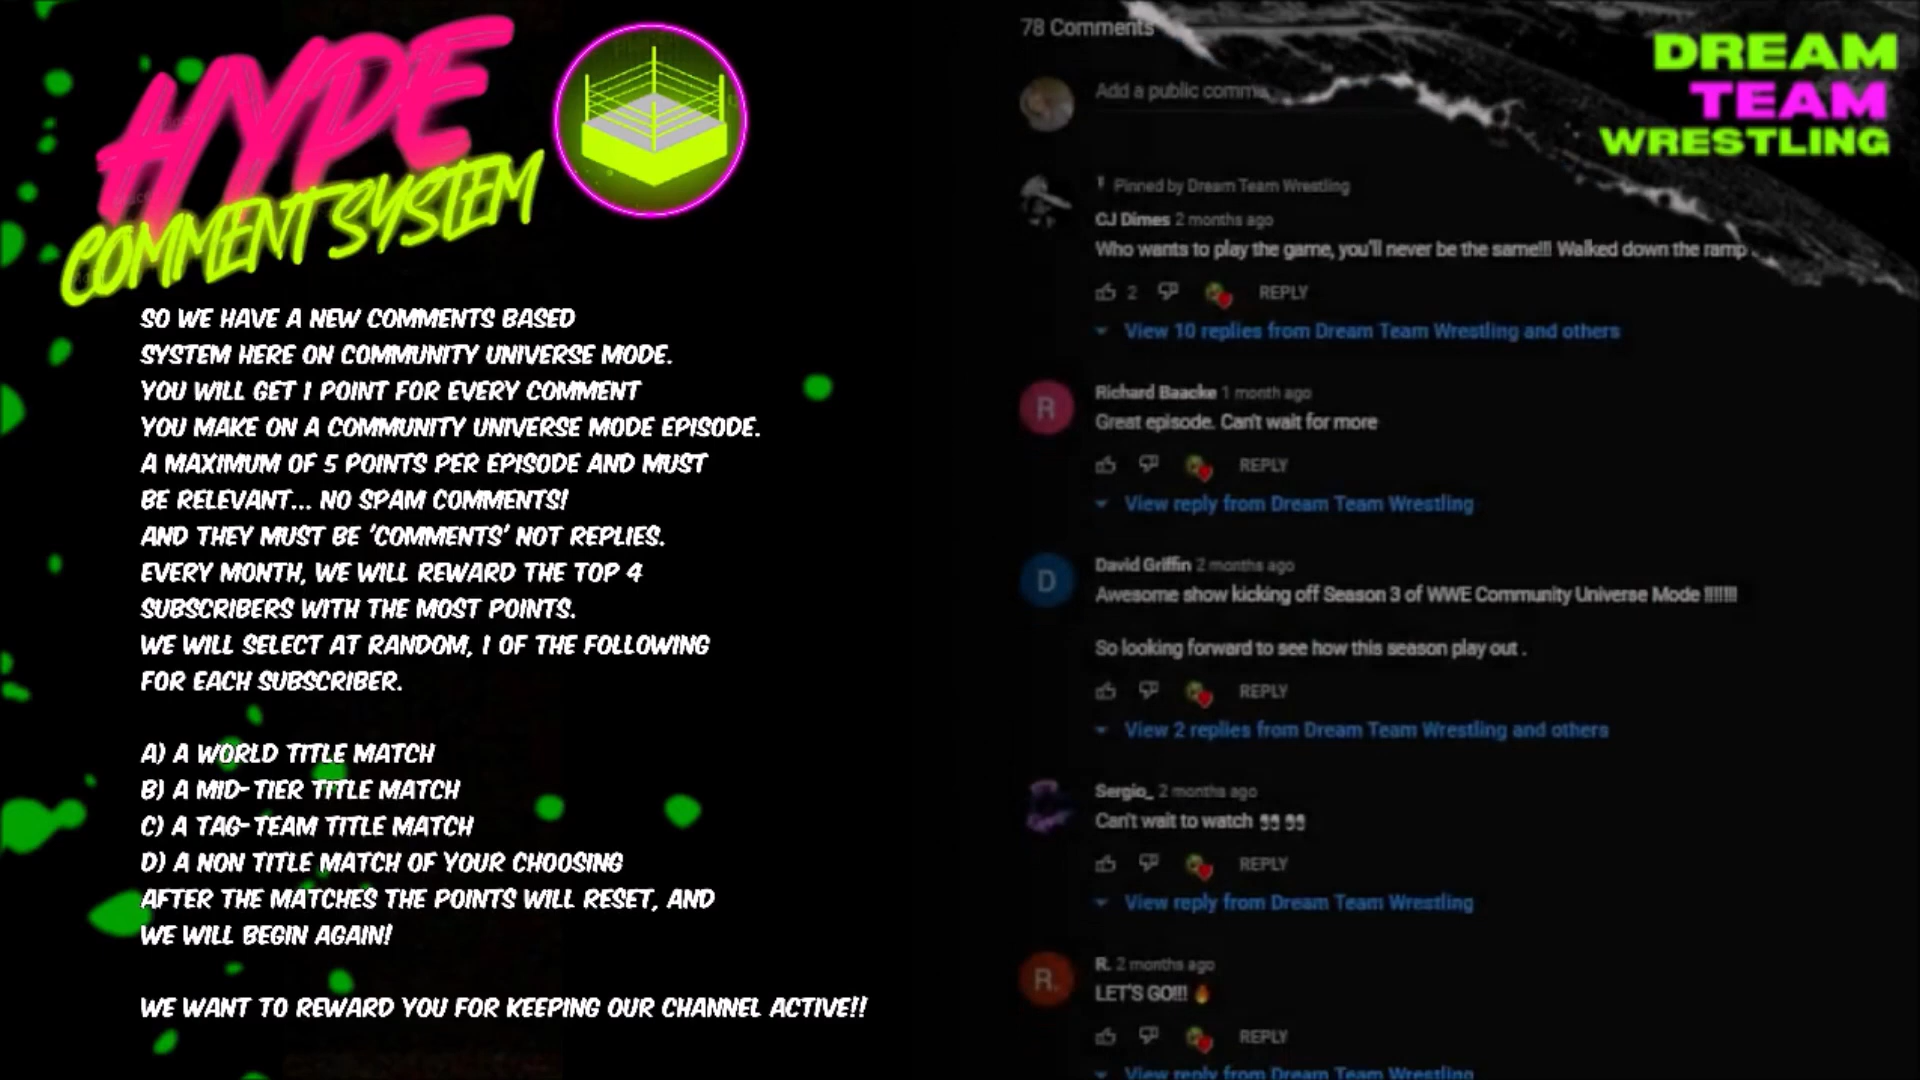 HYPE
COMMENT SYSTEM
SO WE HAVE A NEW COMMENTS BASED
SYSTEM HERE ON COMMUNITY UNIVERSE MODE.
YOU WILL GET 1 POINT FOR EVERY COMMENT
YOU MAKE ON A COMMUNITY UNIVERSE MODE EPISODE.
A MAXIMUM OF 5 POINTS PER EPISODE AND MUST
BE RELEVANT... NO SPAM COMMENTS!
AND THEY MUST BE 'COMMENTS' NOT REPLIES.
EVERY MONTH, WE WILL REWARD THE TOP 4
SUBSCRIBERS WITH THE MOST POINTS.
WE WILL SELECT AT RANDOM, 1 OF THE FOLLOWING
FOR EACH SUBSCRIBER.
A) A WORLD TITLE MATCH
B) A MID-TIER TITLE MATCH
C) A TAG-TEAM TITLE MATCH
D) A NON TITLE MATCH OF YOUR CHOOSING
AFTER THE MATCHES THE POINTS WILL RESET, AND
WE WILL BEGIN AGAIN!
WE WANT TO REWARD YOU FOR KEEPING OUR CHANNEL ACTIVE!!
78 Comments
Add a public
Pinned by Dream Team Wrestling
CJ Dimes 2 months ago
Who wants to play the game, you'll never be the same!!! Walked down the ramp
2 REPLY
View 10 replies from Dream Team Wrestling and others
R
Richard Baacke 1 month ago
Great episode. Can't wait for more
REPLY
View reply from Dream Team Wrestling
D
David Griffin 2 months ago
Awesome show kicking off Season 3 of WWE Community Universe Mode !!!!!!!
So looking forward to see how this season play out .
REPLY
View 2 replies from Dream Team Wrestling and others
Sergio_ 2 months ago
Can't wait to watch 👀 👀
REPLY
View reply from Dream Team Wrestling
R.
R. 2 months ago
LET'S GO!!! 🔥
REPLY
View reply from Dream Team Wrestling
DREAM
TEAM
WRESTLING